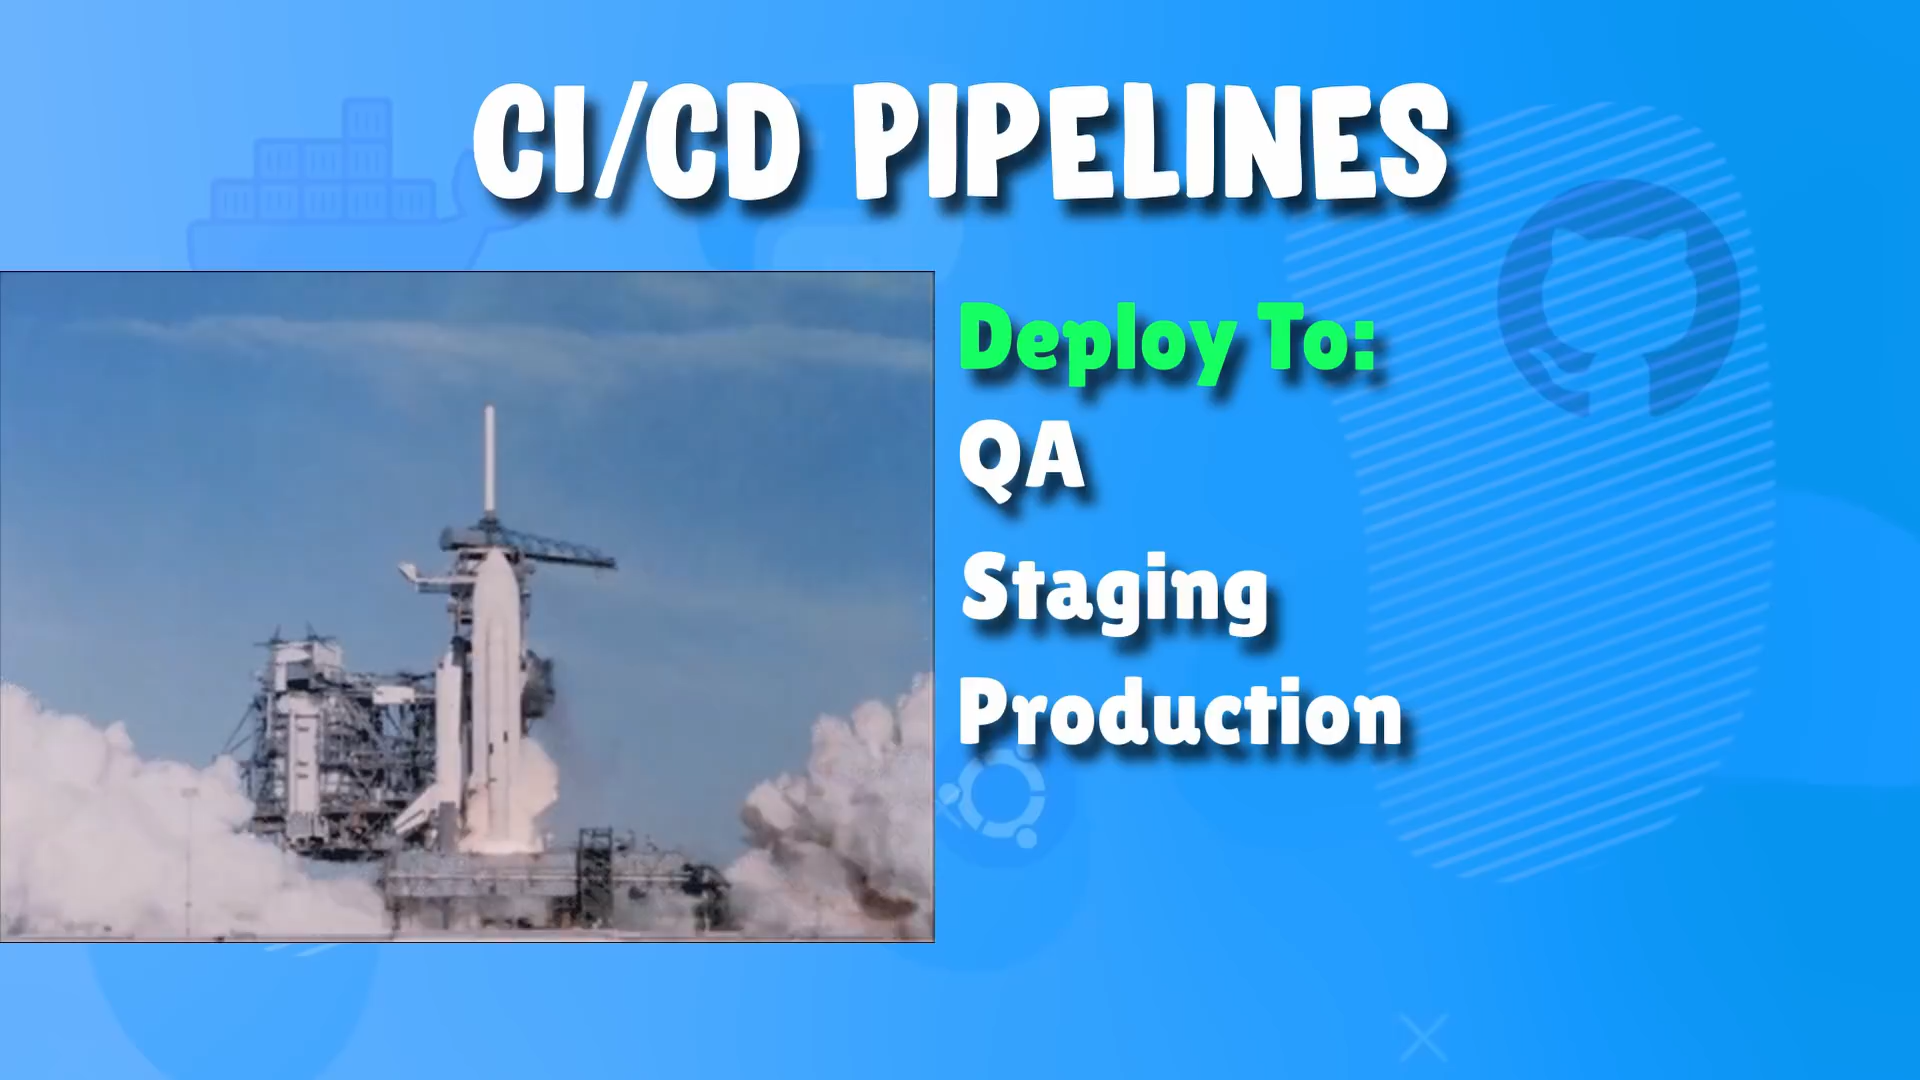 CI/CD PIPELINES
Deploy To:
QA
Staging
Production